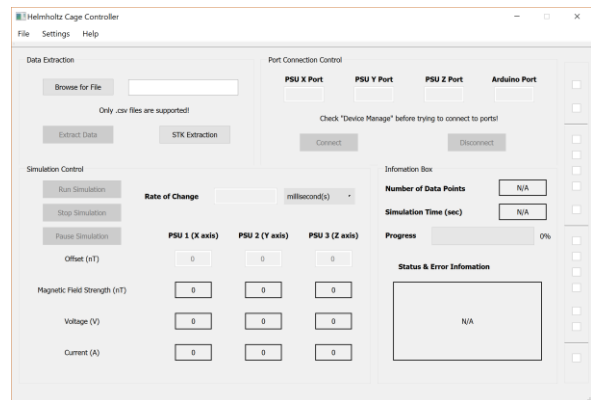 Helmholtz Cage Controller
File Settings Help
Data Extraction
Browse for File
Only .csv files are supported!
Extract Data STK Extraction
Port Connection Control
PSU X Port PSU Y Port PSU Z Port Arduino Port
Check "Device Manage" before trying to connect to ports!
Connect Disconnect
Simulation Control
Run Simulation
Stop Simulation
Pause Simulation
Rate of Change millisecond(s)
PSU 1 (X axis) PSU 2 (Y axis) PSU 3 (Z axis)
Offset (nT) 0 0 0
Magnetic Field Strength (nT) 0 0 0
Voltage (V) 0 0 0
Current (A) 0 0 0
Infomation Box
Number of Data Points N/A
Simulation Time (sec) N/A
Progress 0%
Status & Error Infomation
N/A